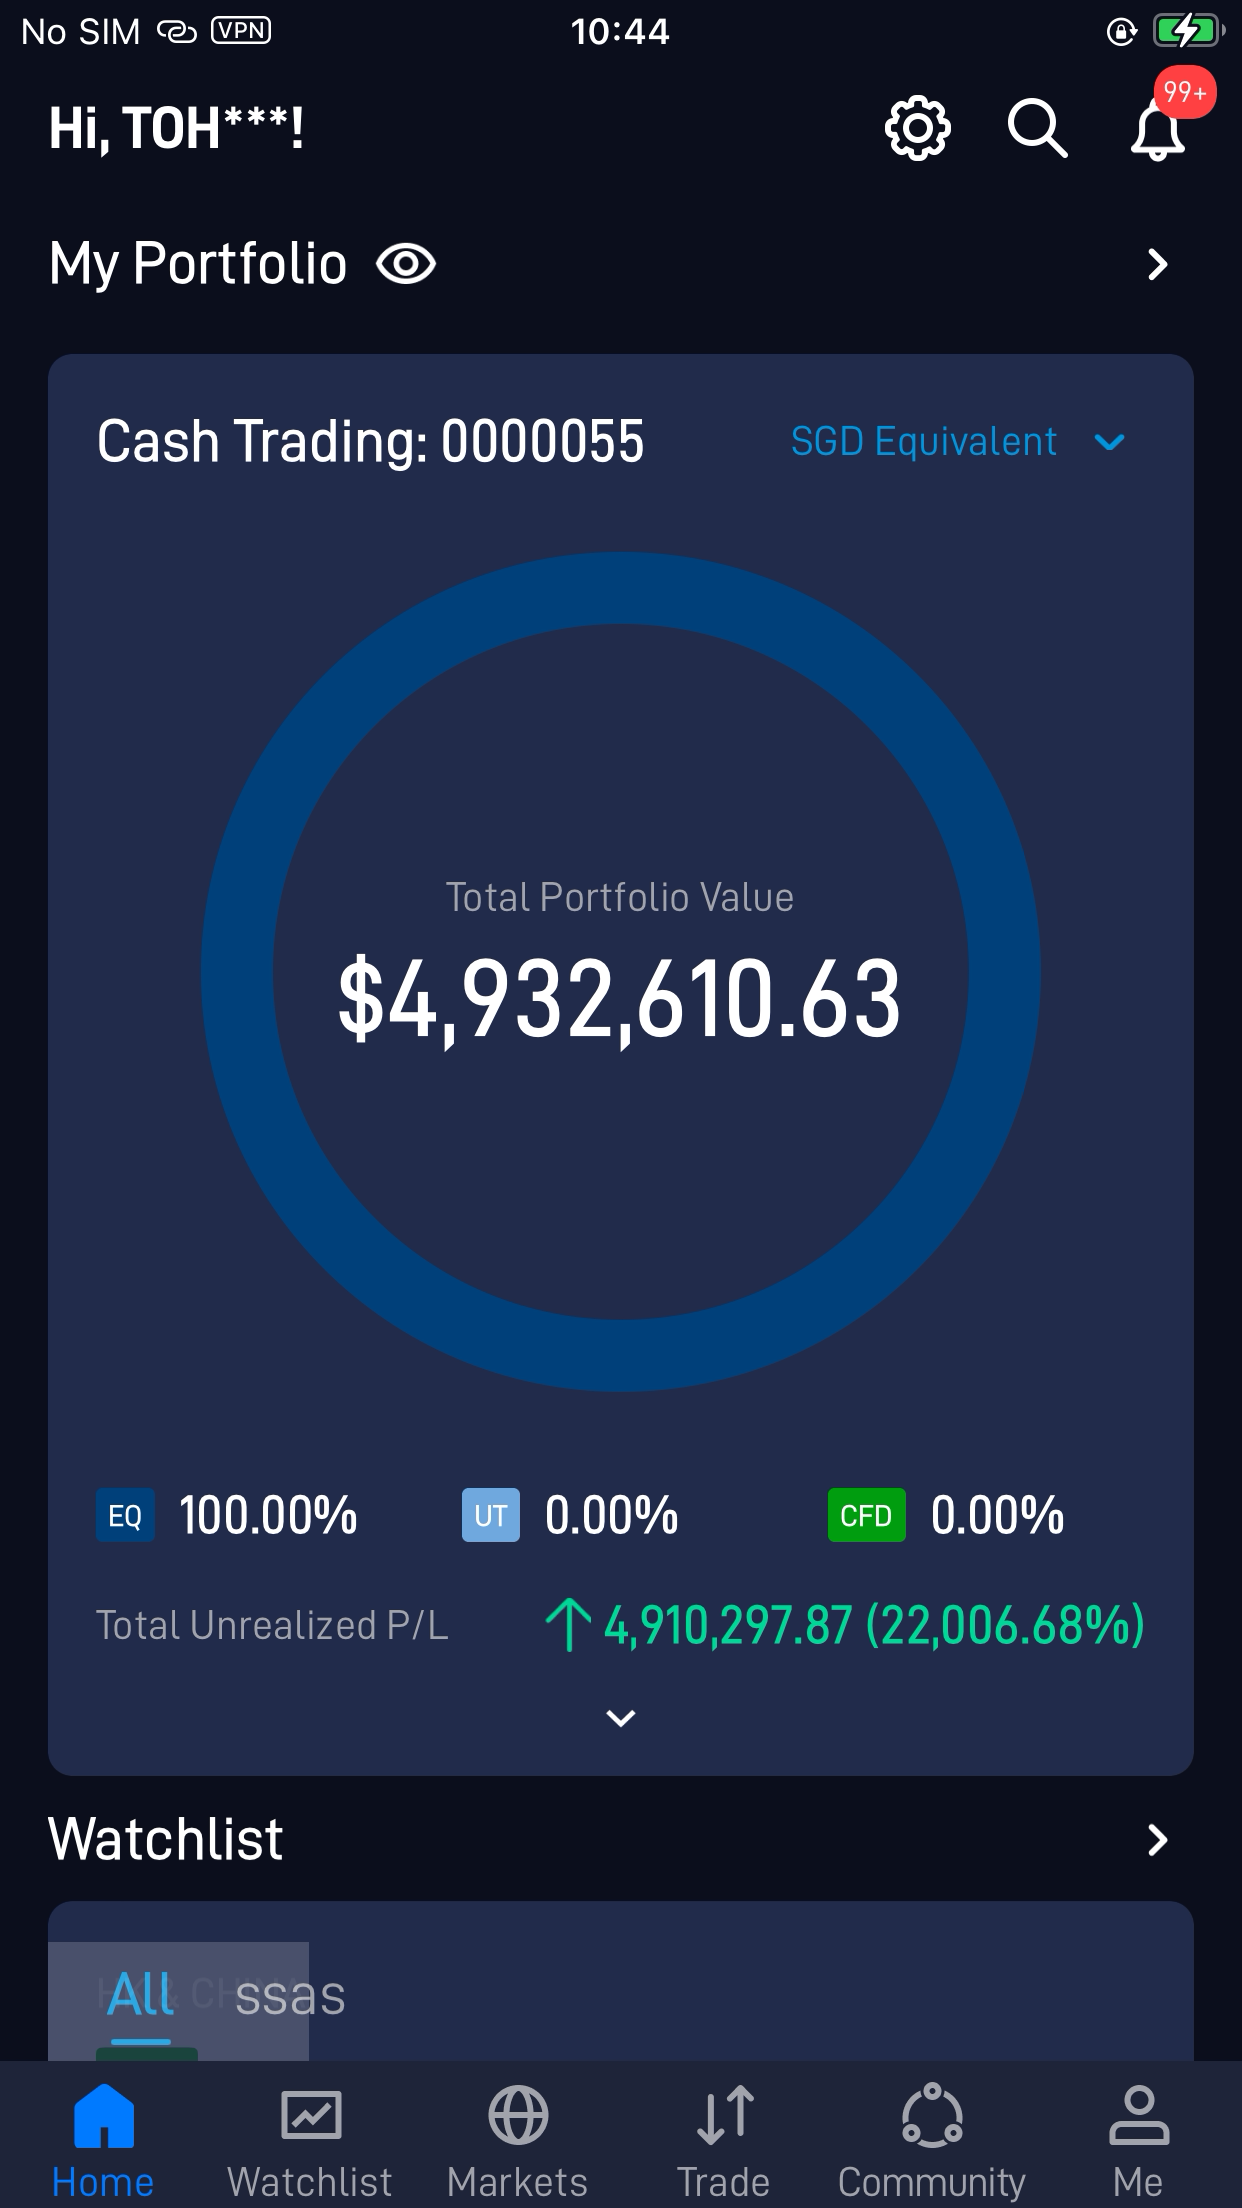 No SIM VPN 10:44
99+
Hi, TOH***!
My Portfolio
Cash Trading: 0000055 SGD Equivalent
Total Portfolio Value
$4,932,610.63
EQ 100.00% UT 0.00% CFD 0.00%
Total Unrealized P/L 4,910,297.87 (22,006.68%)
Watchlist
All ssas
Home Watchlist Markets Trade Community Me